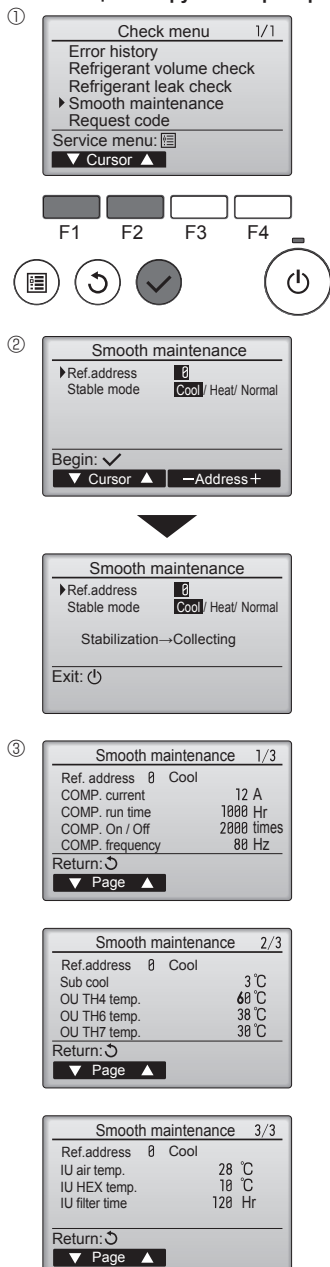 ①
Check menu 1/1
Error history
Refrigerant volume check
Refrigerant leak check
Smooth maintenance
Request code
Service menu:
▼ Cursor ▲
F1 F2 F3 F4
②
Smooth maintenance
Ref.address 0
Stable mode Cool / Heat/ Normal
Begin: ✓
▼ Cursor ▲ −Address+
Smooth maintenance
Ref.address 0
Stable mode Cool / Heat/ Normal
Stabilization→Collecting
Exit:
③
Smooth maintenance 1/3
Ref. address 0 Cool
COMP. current 12 A
COMP. run time 1000 Hr
COMP. On / Off 2000 times
COMP. frequency 80 Hz
Return:
▼ Page ▲
Smooth maintenance 2/3
Ref.address 0 Cool
Sub cool 3 °C
OU TH4 temp. 60 °C
OU TH6 temp. 38 °C
OU TH7 temp. 30 °C
Return:
▼ Page ▲
Smooth maintenance 3/3
Ref.address 0 Cool
IU air temp. 28 °C
IU HEX temp. 10 °C
IU filter time 120 Hr
Return:
▼ Page ▲